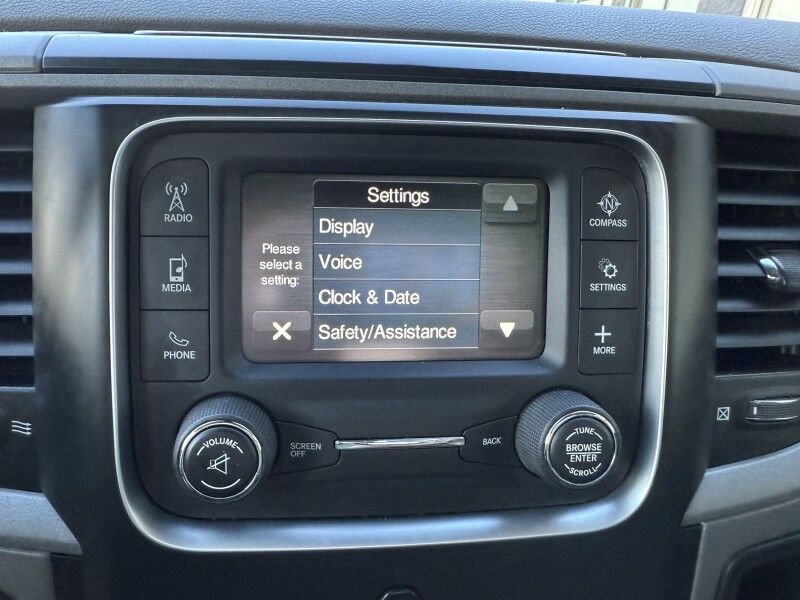 RADIO
MEDIA
PHONE
Settings
Please
select a
setting:
Display
Voice
Clock & Date
Safety/Assistance
N
COMPASS
SETTINGS
MORE
VOLUME
SCREEN
OFF
BACK
TUNE
BROWSE
ENTER
SCROLL